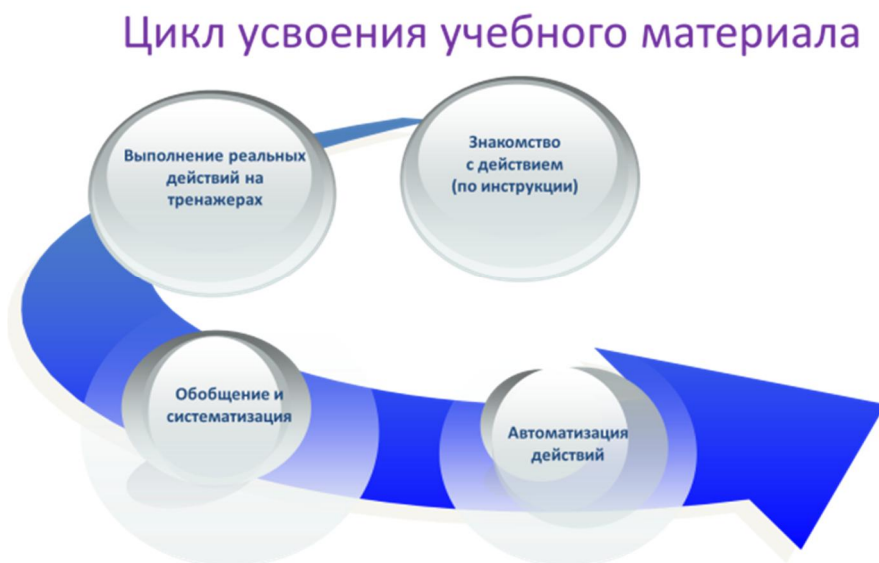 Цикл усвоения учебного материала
Выполнение реальных
действий на
тренажерах
Знакомство
с действием
(по инструкции)
Обобщение и
систематизация
Автоматизация
действий